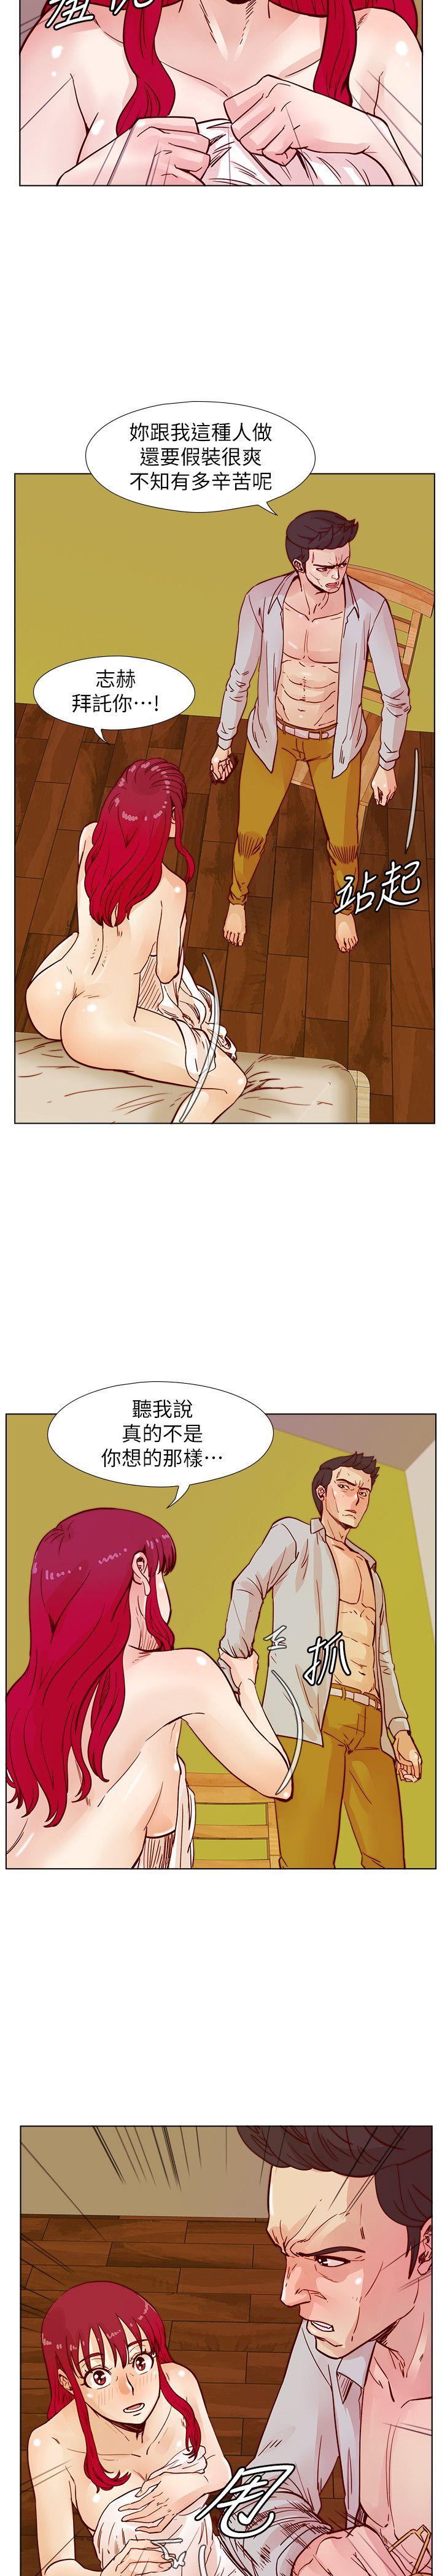 妳跟我這種人做
還要假裝很爽
不知有多辛苦呢
志赫
拜託你⋯!
站起
聽我說
真的不是
你想的那樣⋯
抓
甩